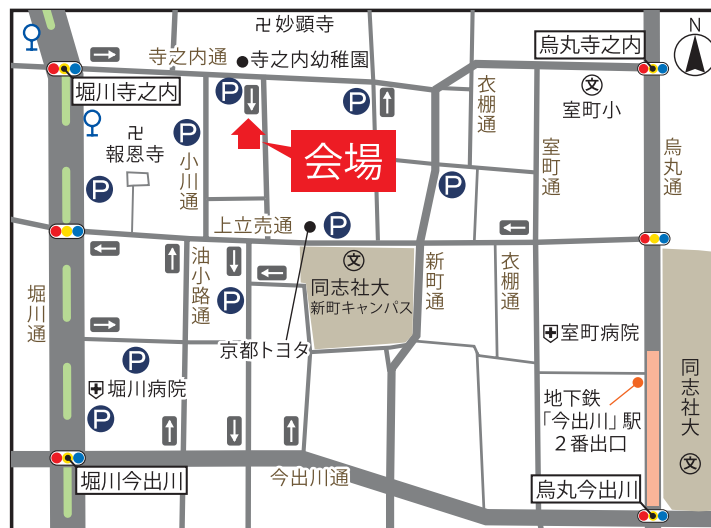 卍妙顕寺
烏丸寺之内
N
寺之内通
寺之内幼稚園
堀川寺之内
P
P
衣棚通
文
室町小
卍
報恩寺
P
小川通
会場
室町通
烏丸通
P
P
上立売通
P
堀川通
油小路通
文
同志社大
新町キャンパス
新町通
衣棚通
P
京都トヨタ
室町病院
P
堀川病院
P
地下鉄
「今出川」駅
2番出口
同志社大
文
堀川今出川
今出川通
烏丸今出川